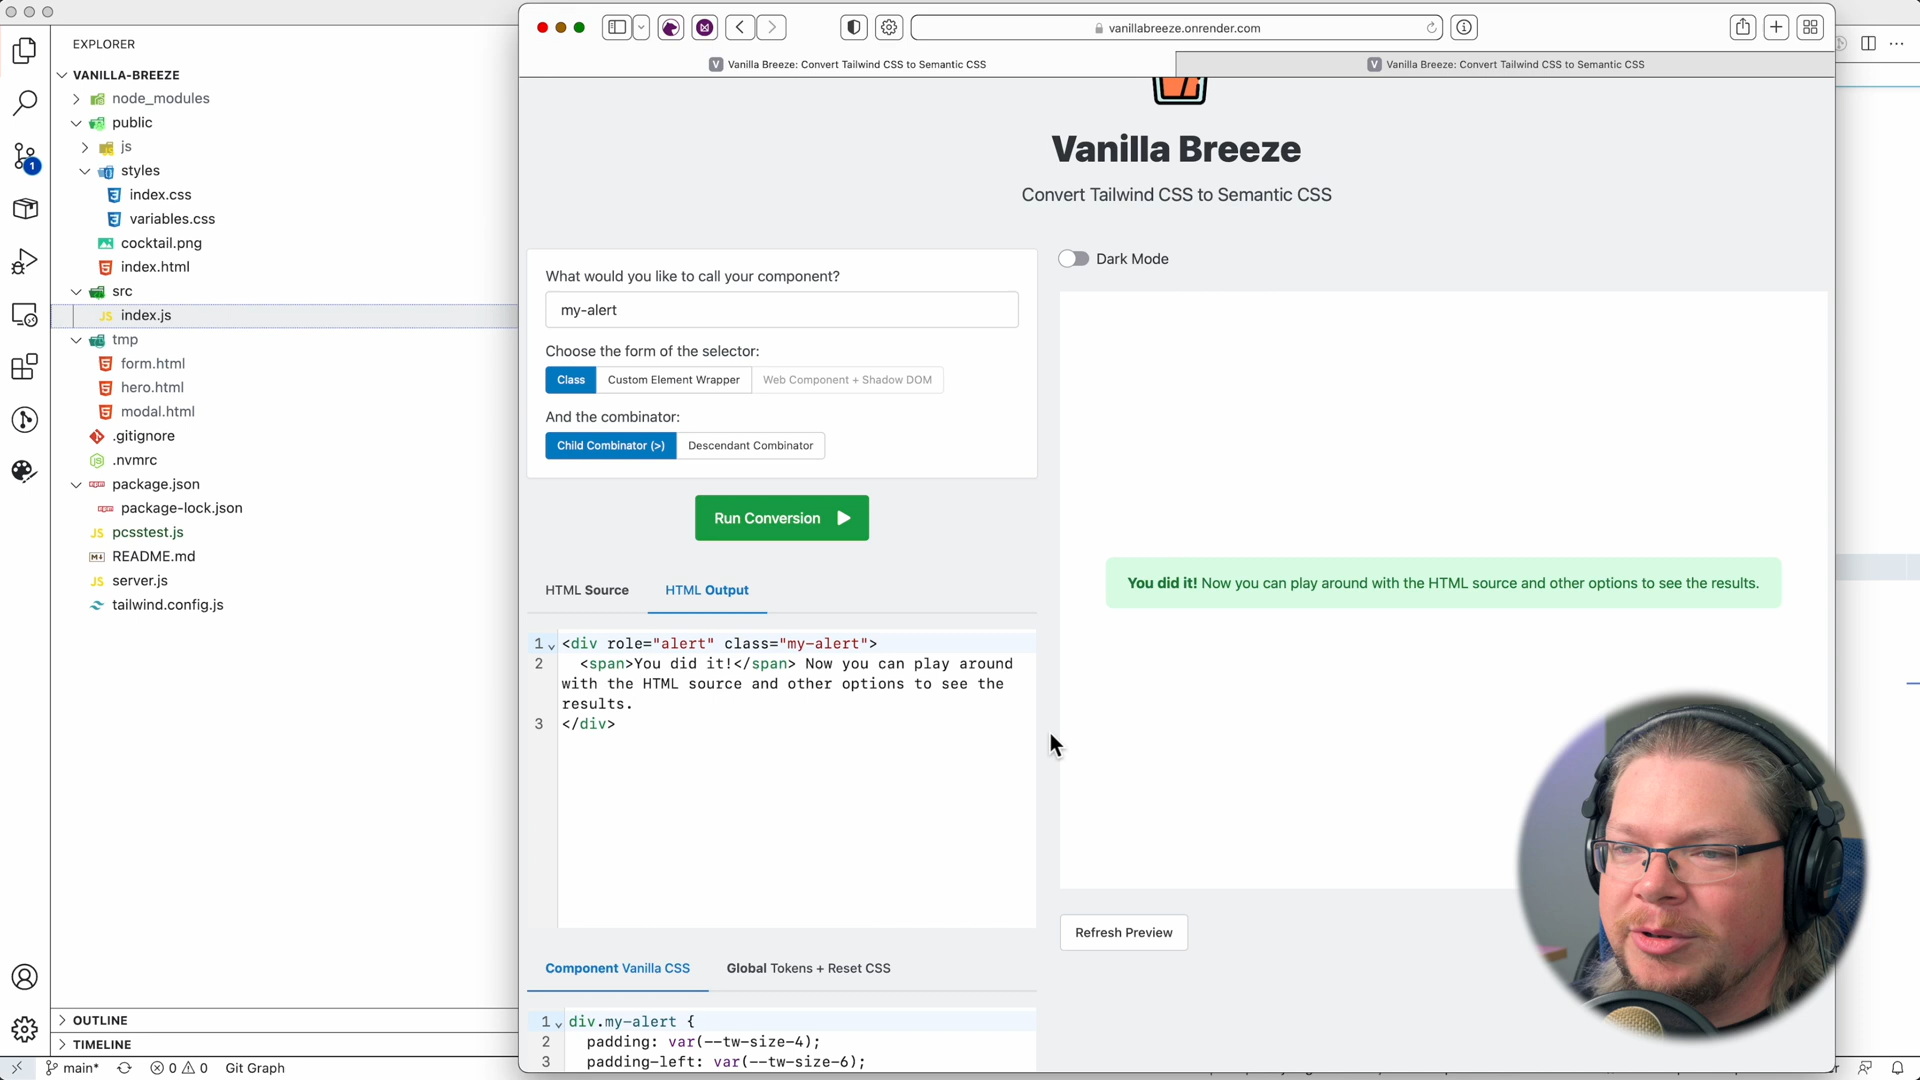 EXPLORER
VANILLA-BREEZE
node_modules
public
js
styles
index.css
variables.css
cocktail.png
index.html
src
JS index.js
tmp
form.html
hero.html
modal.html
.gitignore
.nvmrc
package.json
package-lock.json
JS pcsstest.js
README.md
JS server.js
tailwind.config.js
1
OUTLINE
TIMELINE
main*
0 0
Git Graph
vanillabreeze.onrender.com
V Vanilla Breeze: Convert Tailwind CSS to Semantic CSS
V Vanilla Breeze: Convert Tailwind CSS to Semantic CSS
Vanilla Breeze
Convert Tailwind CSS to Semantic CSS
What would you like to call your component?
my-alert
Choose the form of the selector:
Class
Custom Element Wrapper
Web Component + Shadow DOM
And the combinator:
Child Combinator (>)
Descendant Combinator
Run Conversion
HTML Source
HTML Output
1 <div role="alert" class="my-alert">
2 <span>You did it!</span> Now you can play around
with the HTML source and other options to see the
results.
3 </div>
Component Vanilla CSS
Global Tokens + Reset CSS
1 div.my-alert {
2 padding: var(--tw-size-4);
3 padding-left: var(--tw-size-6);
Dark Mode
You did it! Now you can play around with the HTML source and other options to see the results.
Refresh Preview